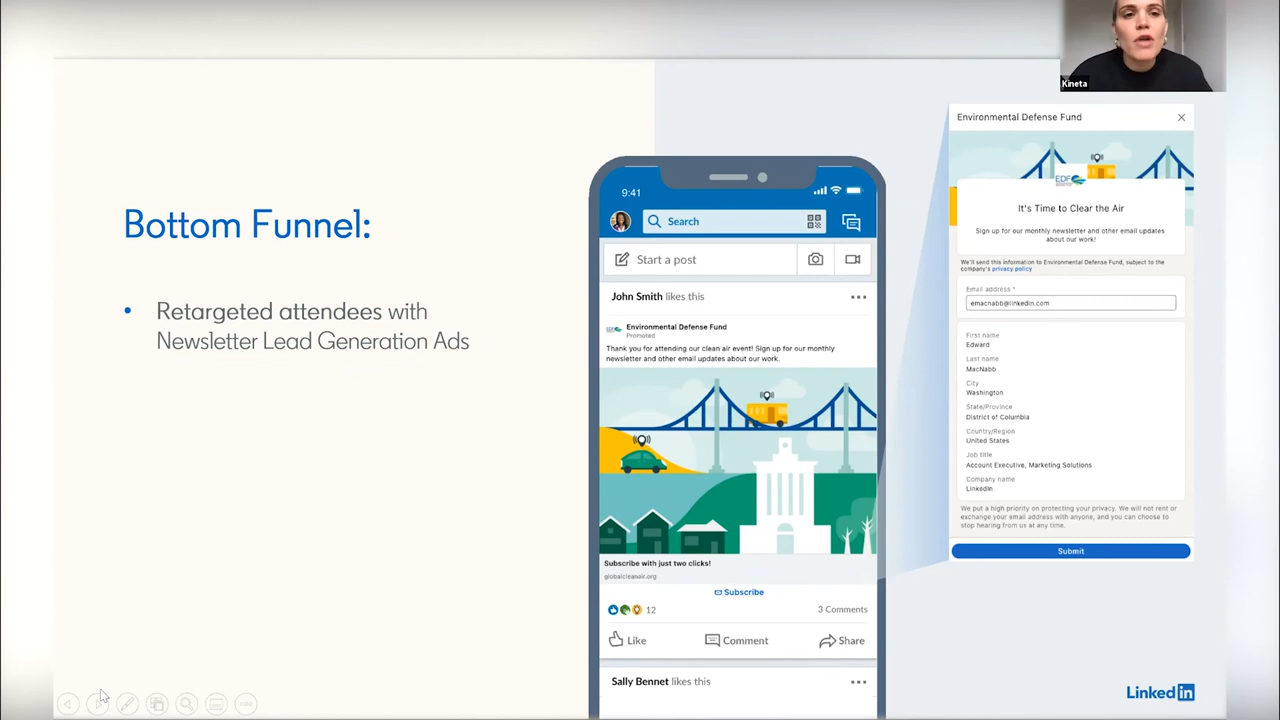 Kineta
Bottom Funnel:
• Retargeted attendees with
Newsletter Lead Generation Ads
9:41
Search
Start a post
John Smith likes this
EDF
Environmental Defense Fund
Promoted
Thank you for attending our clean air event! Sign up for our monthly
newsletter and other email updates about our work.
Subscribe with just two clicks!
globalcleanair.org
Subscribe
12
3 Comments
Like
Comment
Share
Sally Bennet likes this
Environmental Defense Fund
EDF
It's Time to Clear the Air
Sign up for our monthly newsletter and other email updates
about our work!
We'll send this information to Environmental Defense Fund, subject to the
company's privacy policy
Email address *
emacnabb@linkedin.com
First name
Edward
Last name
MacNabb
City
Washington
State/Province
District of Columbia
Country/Region
United States
Job title
Account Executive, Marketing Solutions
Company name
LinkedIn
We put a high priority on protecting your privacy. We will not rent or
exchange your email address with anyone, and you can choose to
stop hearing from us at any time.
Submit
LinkedIn